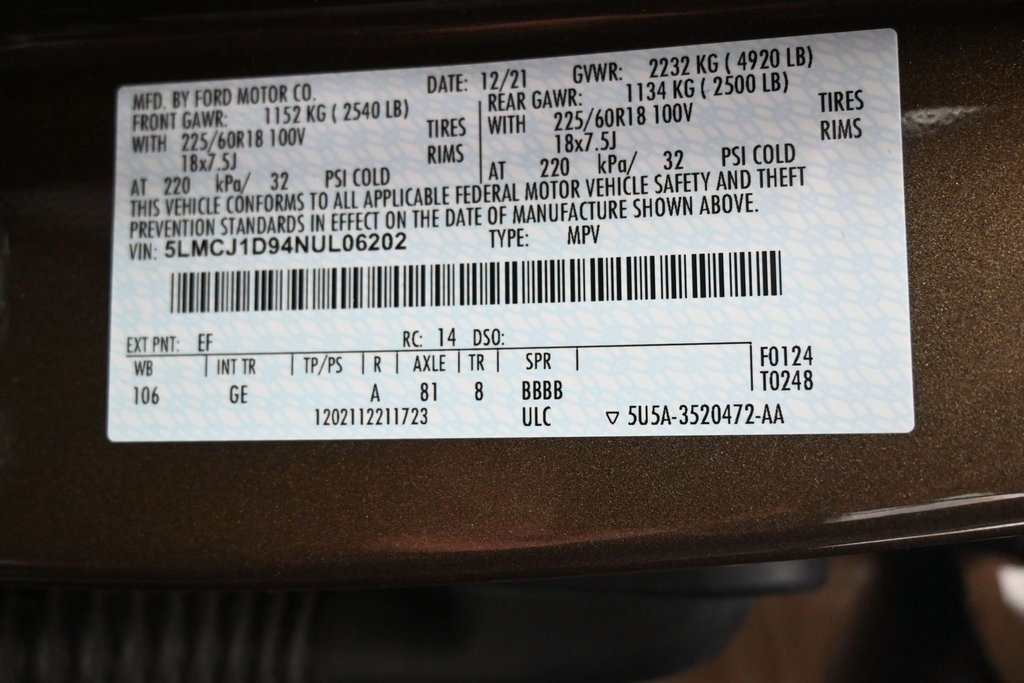 MFD. BY FORD MOTOR CO. DATE: 12/21 GVWR: 2232 KG ( 4920 LB)
FRONT GAWR: 1152 KG ( 2540 LB) REAR GAWR: 1134 KG ( 2500 LB)
WITH 225/60R18 100V TIRES WITH 225/60R18 100V TIRES
18x7.5J RIMS 18x7.5J RIMS
AT 220 kPa/ 32 PSI COLD AT 220 kPa/ 32 PSI COLD
THIS VEHICLE CONFORMS TO ALL APPLICABLE FEDERAL MOTOR VEHICLE SAFETY AND THEFT
PREVENTION STANDARDS IN EFFECT ON THE DATE OF MANUFACTURE SHOWN ABOVE.
VIN: 5LMCJ1D94NUL06202 TYPE: MPV
EXT PNT: EF RC: 14 DSO:
WB INT TR TP/PS R AXLE TR SPR F0124
106 GE A 81 8 BBBB T0248
1202112211723 ULC ▽ 5U5A-3520472-AA